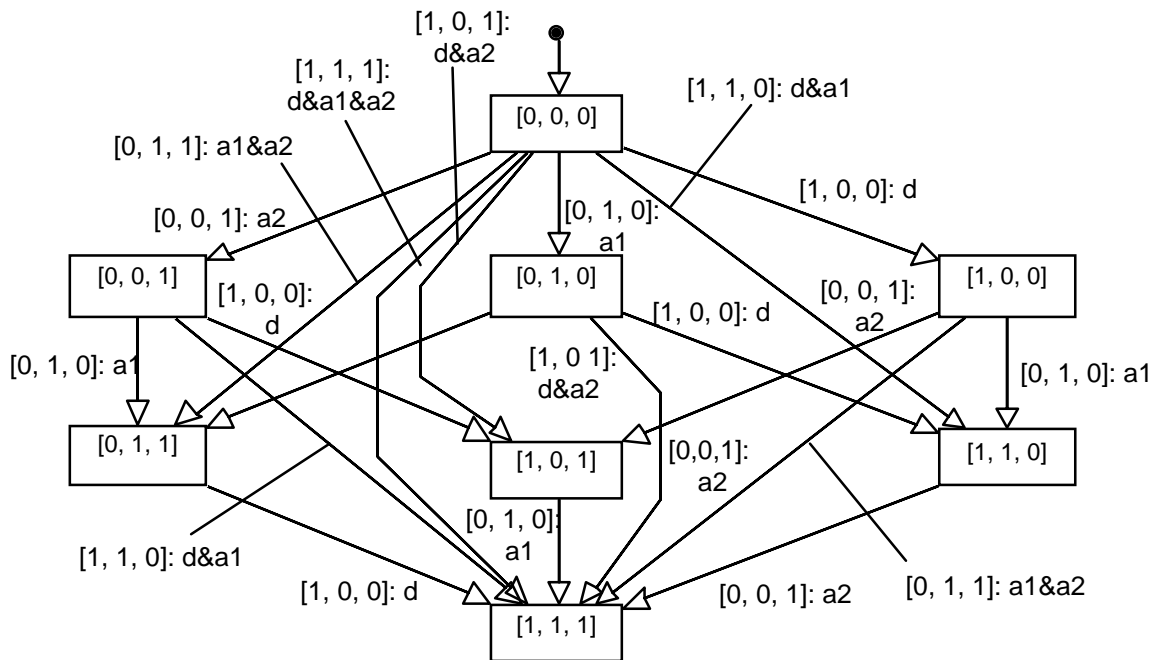 [1, 0, 1]:
d&a2
[1, 1, 1]:
d&a1&a2
[1, 1, 0]: d&a1
[0, 0, 0]
[0, 1, 1]: a1&a2
[1, 0, 0]: d
[0, 0, 1]: a2
[0, 1, 0]:
a1
[0, 0, 1]
[0, 1, 0]
[1, 0, 0]
[1, 0, 0]:
d
[1, 0, 0]: d
[0, 0, 1]:
a2
[0, 1, 0]: a1
[1, 0 1]:
d&a2
[0, 1, 0]: a1
[0, 1, 1]
[1, 0, 1]
[0,0,1]:
a2
[1, 1, 0]
[1, 1, 0]: d&a1
[0, 1, 0]:
a1
[1, 0, 0]: d
[0, 0, 1]: a2
[0, 1, 1]: a1&a2
[1, 1, 1]